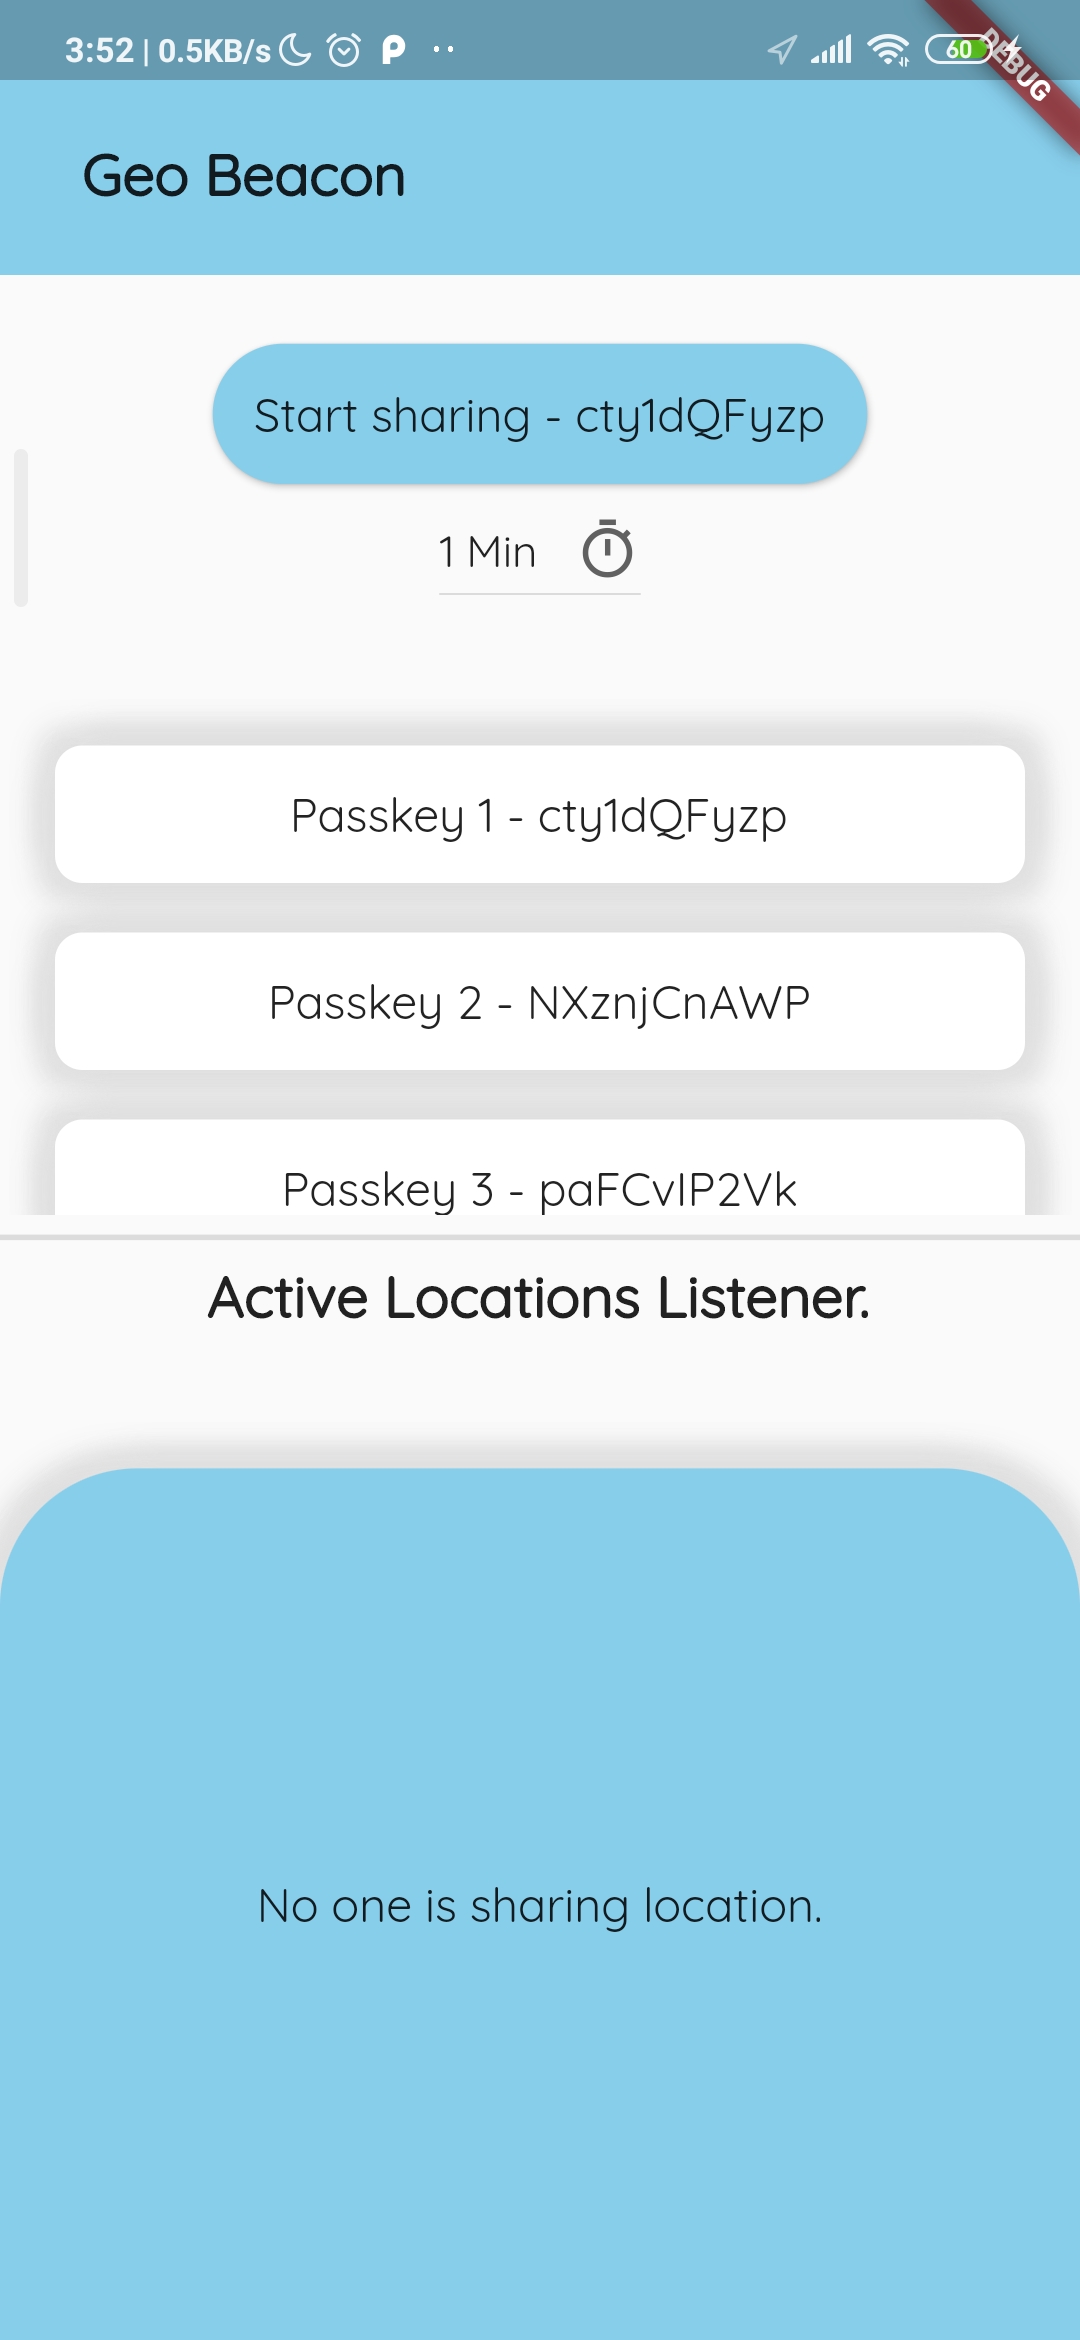 3:52 | 0.5KB/s
60
DEBUG
Geo Beacon
Start sharing - cty1dQFyzp
1 Min
Passkey 1 - cty1dQFyzp
Passkey 2 - NXznjCnAWP
Passkey 3 - paFCvIP2Vk
Active Locations Listener.
No one is sharing location.